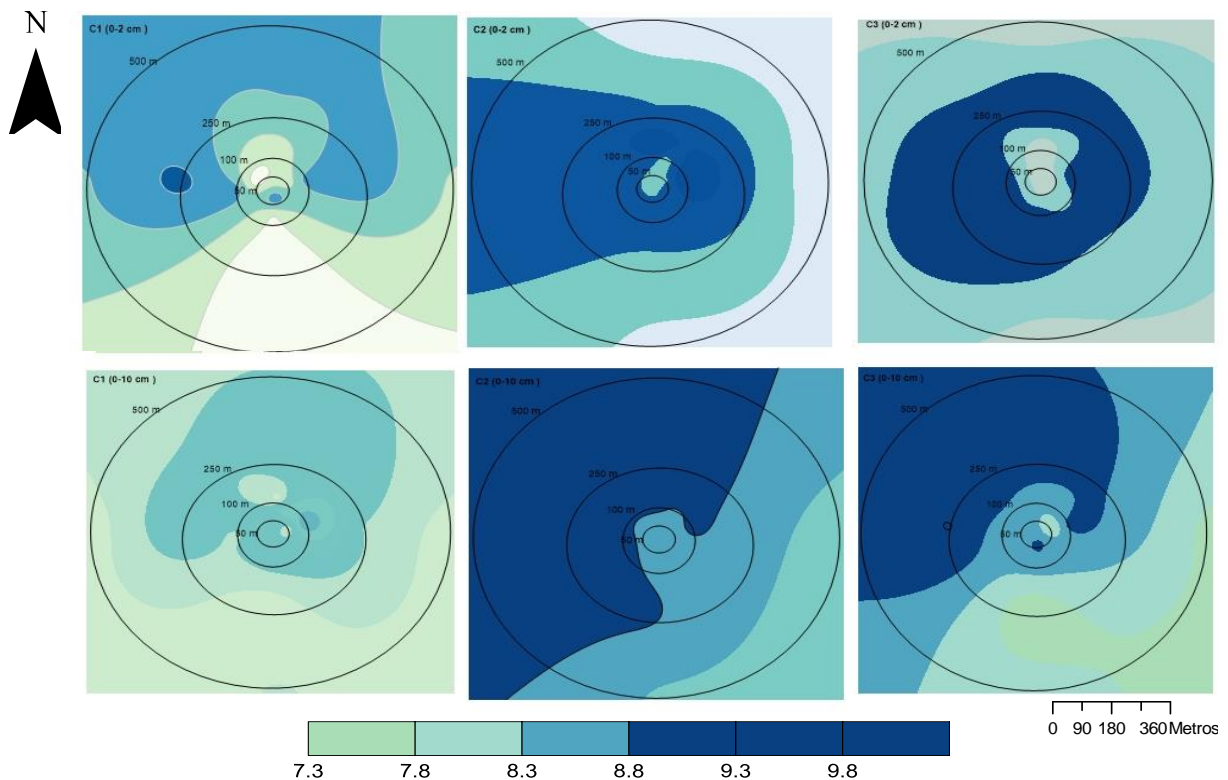 N
C1 (0-2 cm )
500 m
250 m
100 m
50 m
C2 (0-2 cm )
500 m
250 m
100 m
50 m
C3 (0-2 cm )
500 m
250 m
100 m
50 m
C1 (0-10 cm )
500 m
250 m
100 m
50 m
C2 (0-10 cm )
500 m
250 m
100 m
50 m
C3 (0-10 cm )
500 m
250 m
100 m
50 m
0 90 180 360 Metros
7.3 7.8 8.3 8.8 9.3 9.8